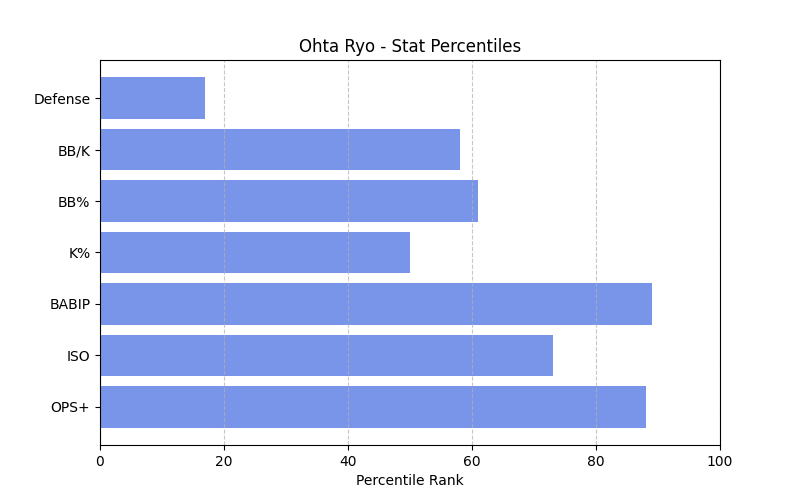 Ohta Ryo - Stat Percentiles
Defense
BB/K
BB%
K%
BABIP
ISO
OPS+
0 20 40 60 80 100
Percentile Rank